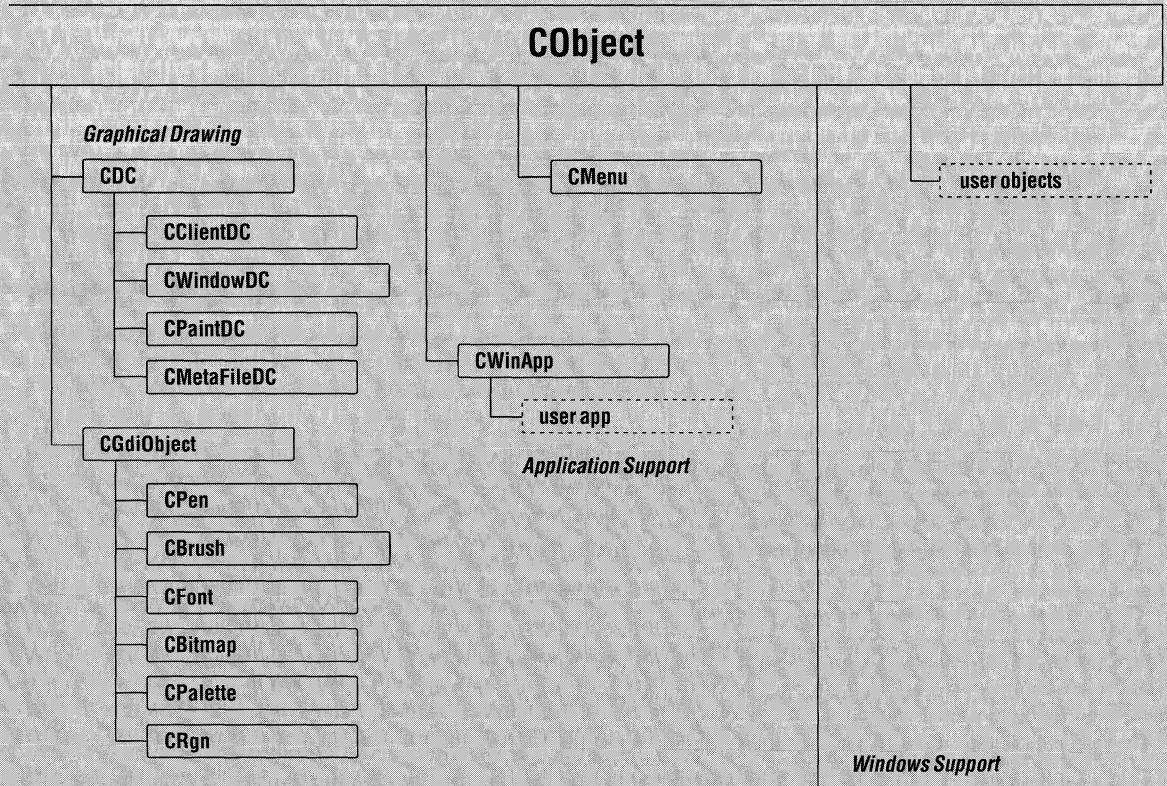 CObject
Graphical Drawing
CDC
CClientDC
CWindowDC
CPaintDC
CMetaFileDC
CGdiObject
CPen
CBrush
CFont
CBitmap
CPalette
CRgn
CMenu
CWinApp
user app
Application Support
user objects
Windows Support